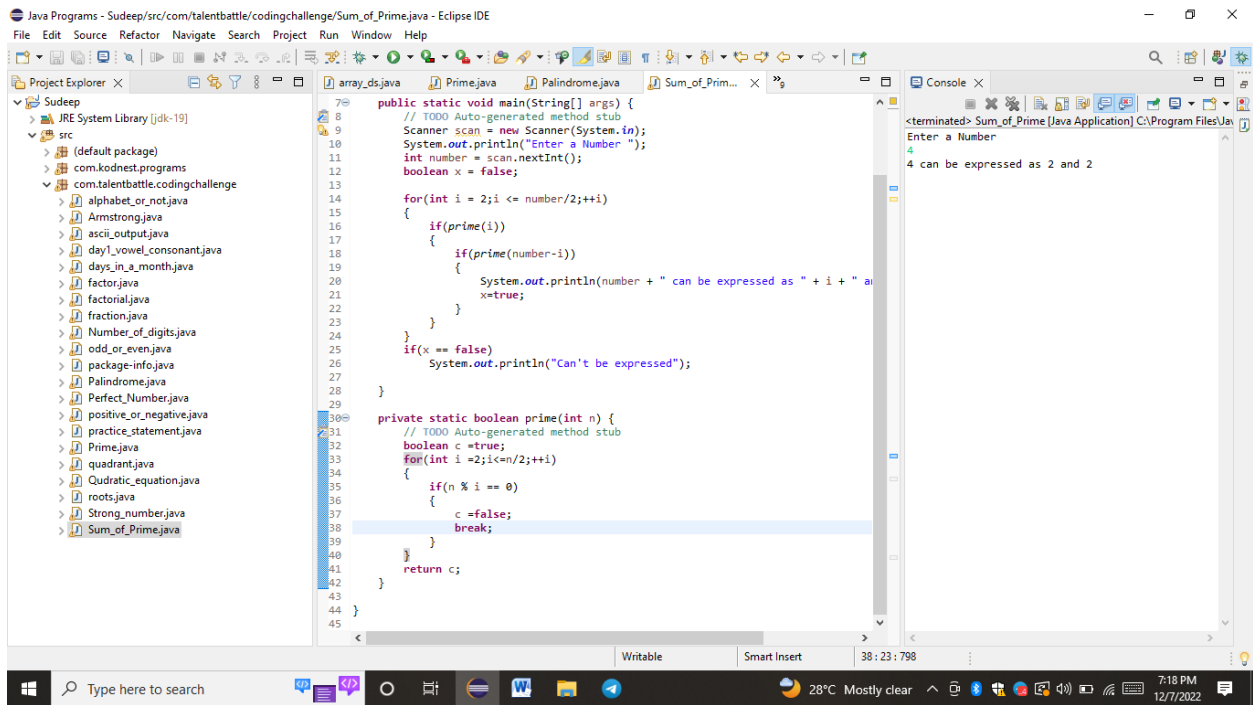 Java Programs - Sudeep/src/com/talentbattle/codingchallenge/Sum_of_Prime.java - Eclipse IDE
File Edit Source Refactor Navigate Search Project Run Window Help
Project Explorer
Sudeep
JRE System Library [jdk-19]
src
(default package)
com.kodnest.programs
com.talentbattle.codingchallenge
alphabet_or_not.java
Armstrong.java
ascii_output.java
day1_vowel_consonant.java
days_in_a_month.java
factor.java
factorial.java
fraction.java
Number_of_digits.java
odd_or_even.java
package-info.java
Palindrome.java
Perfect_Number.java
positive_or_negative.java
practice_statement.java
Prime.java
quadrant.java
Qudratic_equation.java
roots.java
Strong_number.java
Sum_of_Prime.java
array_ds.java Prime.java Palindrome.java Sum_of_Prim... 9
7 public static void main(String[] args) {
8 // TODO Auto-generated method stub
9 Scanner scan = new Scanner(System.in);
10 System.out.println("Enter a Number ");
11 int number = scan.nextInt();
12 boolean x = false;
13
14 for(int i = 2;i <= number/2;++i)
15 {
16 if(prime(i))
17 {
18 if(prime(number-i))
19 {
20 System.out.println(number + " can be expressed as " + i + " a
21 x=true;
22 }
23 }
24 }
25 if(x == false)
26 System.out.println("Can't be expressed");
27
28 }
29
30 private static boolean prime(int n) {
31 // TODO Auto-generated method stub
32 boolean c =true;
33 for(int i =2;i<=n/2;++i)
34 {
35 if(n % i == 0)
36 {
37 c =false;
38 break;
39 }
40 }
41 return c;
42 }
43
44 }
45
Console
<terminated> Sum_of_Prime [Java Application] C:\Program Files\Jav
Enter a Number
4
4 can be expressed as 2 and 2
Writable Smart Insert 38 : 23 : 798
Type here to search
28°C Mostly clear
7:18 PM
12/7/2022